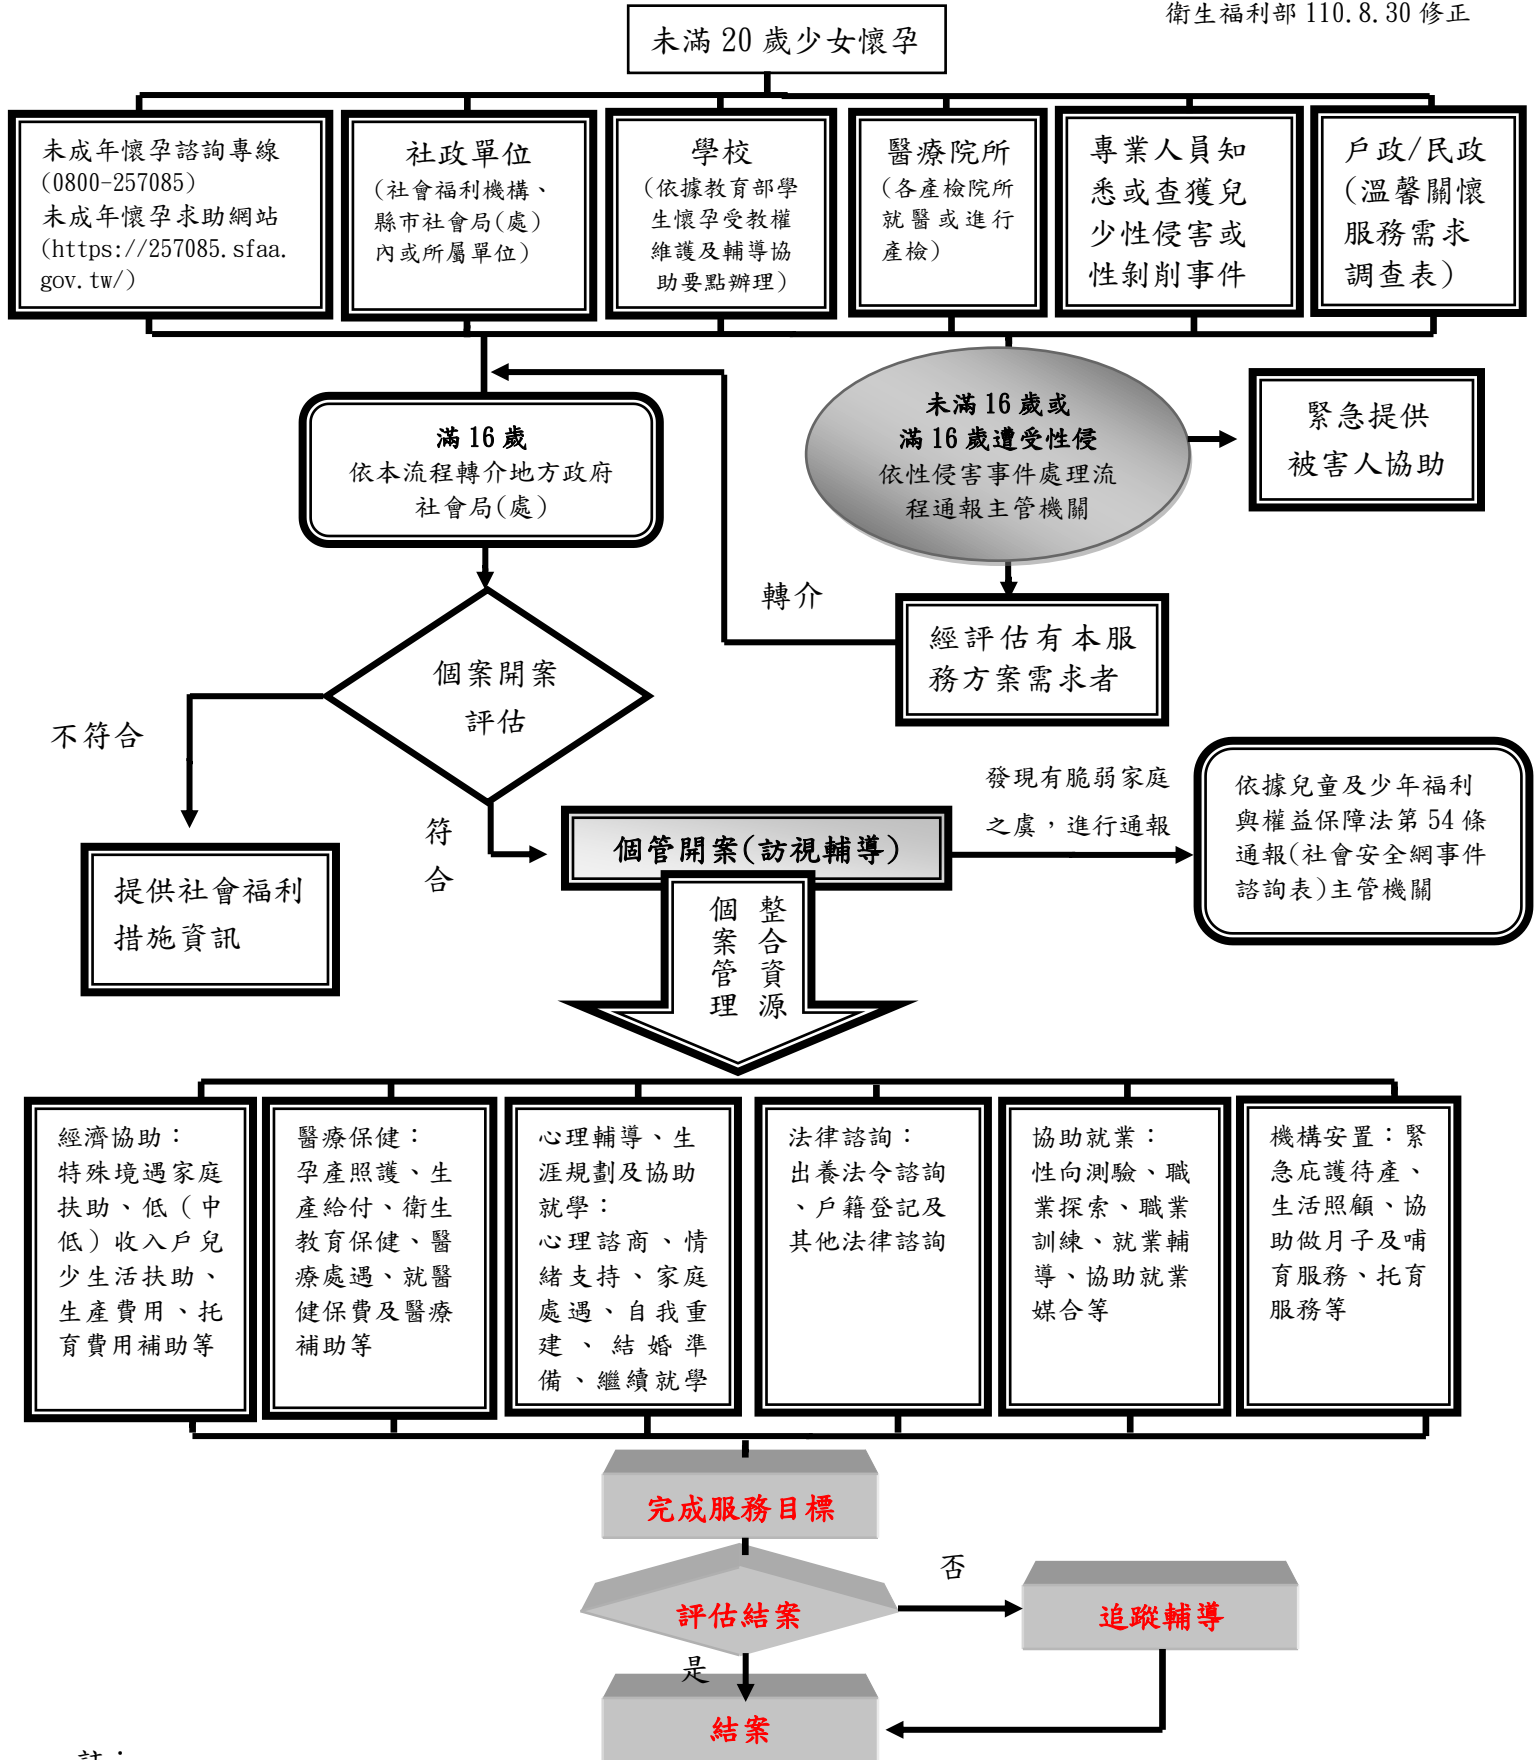 衛生福利部 110.8.30 修正
未滿 20 歲少女懷孕
未成年懷孕諮詢專線
(0800-257085)
未成年懷孕求助網站
(https://257085.sfaa.
gov.tw/)
社政單位
(社會福利機構、
縣市社會局(處)
內或所屬單位)
學校
(依據教育部學
生懷孕受教權
維護及輔導協
助要點辦理)
醫療院所
(各產檢院所
就醫或進行
產檢)
專業人員知
悉或查獲兒
少性侵害或
性剝削事件
戶政/民政
(溫馨關懷
服務需求
調查表)
滿 16 歲
依本流程轉介地方政府
社會局(處)
未滿 16 歲或
滿 16 歲遭受性侵
依性侵害事件處理流
程通報主管機關
緊急提供
被害人協助
轉介
經評估有本服
務方案需求者
個案開案
評估
不符合
提供社會福利
措施資訊
符
合
個管開案(訪視輔導)
發現有脆弱家庭
之虞,進行通報
依據兒童及少年福利
與權益保障法第 54 條
通報(社會安全網事件
諮詢表)主管機關
整合資源
個案管理
經濟協助:
特殊境遇家庭
扶助、低(中
低)收入戶兒
少生活扶助、
生產費用、托
育費用補助等
醫療保健:
孕產照護、生
產給付、衛生
教育保健、醫
療處遇、就醫
健保費及醫療
補助等
心理輔導、生
涯規劃及協助
就學:
心理諮商、情
緒支持、家庭
處遇、自我重
建、結婚準
備、繼續就學
法律諮詢:
出養法令諮詢
、戶籍登記及
其他法律諮詢
協助就業:
性向測驗、職
業探索、職業
訓練、就業輔
導、協助就業
媒合等
機構安置:緊
急庇護待產、
生活照顧、協
助做月子及哺
育服務、托育
服務等
完成服務目標
評估結案
否
追蹤輔導
是
結案
註: